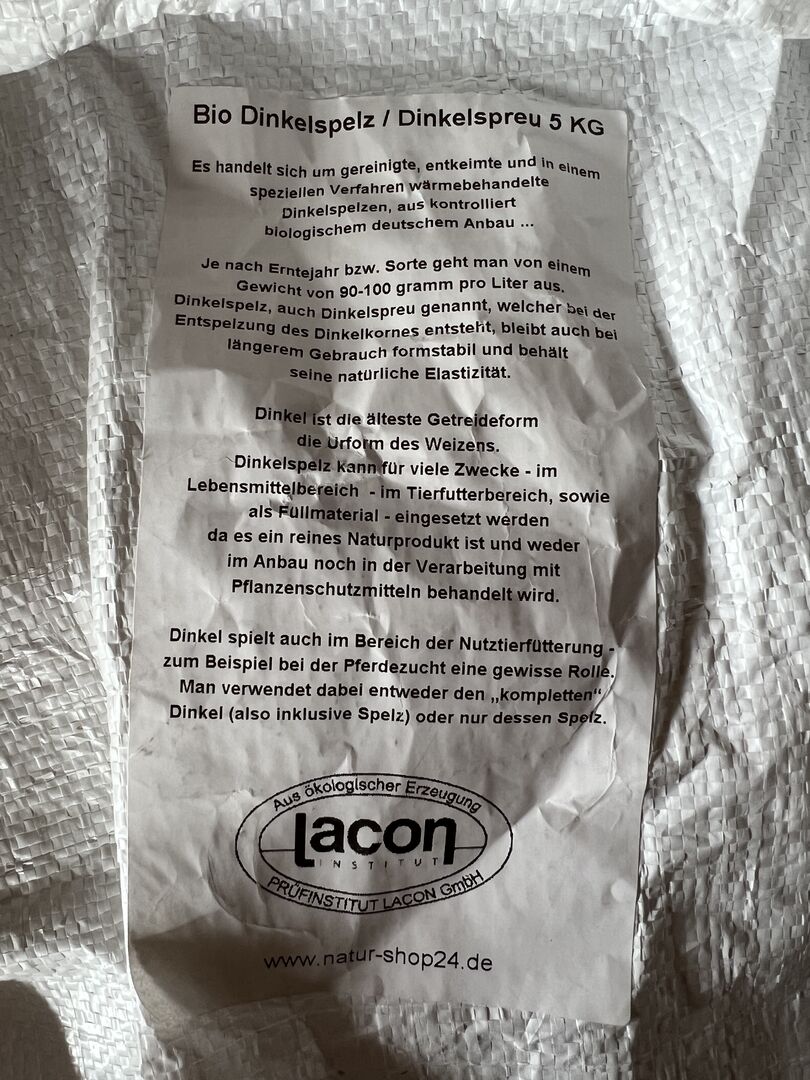 Bio Dinkelspelz / Dinkelspreu 5 KG
Es handelt sich um gereinigte, entkeimte und in einem
speziellen Verfahren wärmebehandelte
Dinkelspelzen, aus kontrolliert
biologischem deutschem Anbau ...
Je nach Erntejahr bzw. Sorte geht man von einem
Gewicht von 90-100 gramm pro Liter aus.
Dinkelspelz, auch Dinkelspreu genannt, welcher bei der
Entspelzung des Dinkelkornes entsteht, bleibt auch bei
längerem Gebrauch formstabil und behält
seine natürliche Elastizität.
Dinkel ist die älteste Getreideform
die Urform des Weizens.
Dinkelspelz kann für viele Zwecke - im
Lebensmittelbereich - im Tierfutterbereich, sowie
als Füllmaterial - eingesetzt werden
da es ein reines Naturprodukt ist und weder
im Anbau noch in der Verarbeitung mit
Pflanzenschutzmitteln behandelt wird.
Dinkel spielt auch im Bereich der Nutztierfütterung -
zum Beispiel bei der Pferdezucht eine gewisse Rolle.
Man verwendet dabei entweder den „kompletten“
Dinkel (also inklusive Spelz) oder nur dessen Spelz.
Aus ökologischer Erzeugung
Lacon
INSTITUT
PRÜFINSTITUT LACON GmbH
www.natur-shop24.de